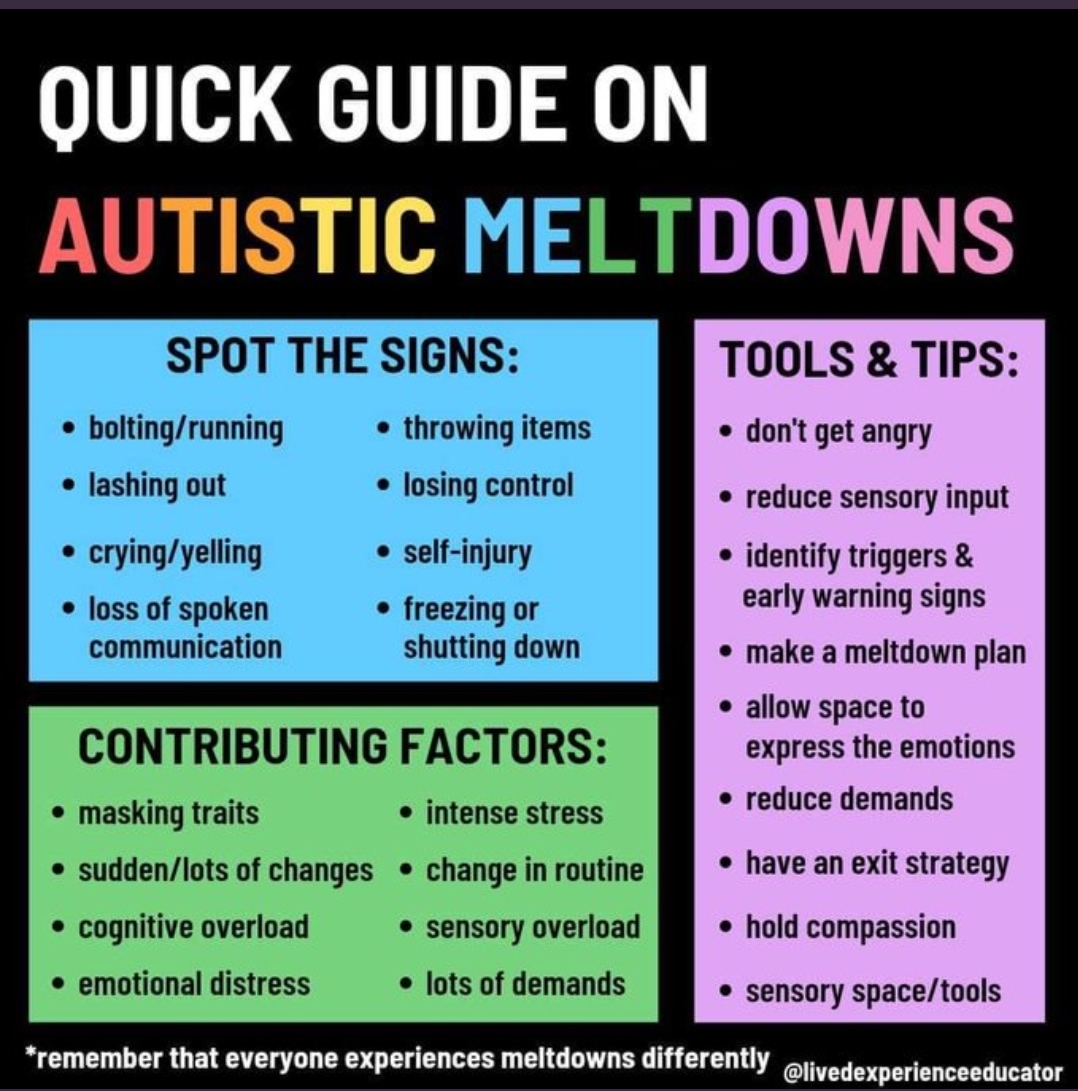 QUICK GUIDE ON
AUTISTIC MELTDOWNS
SPOT THE SIGNS:
• bolting/running
• lashing out
• crying/yelling
• loss of spoken
communication
• throwing items
• losing control
• self-injury
• freezing or
shutting down
CONTRIBUTING FACTORS:
• masking traits
• sudden/lots of changes
• cognitive overload
• emotional distress
• intense stress
• change in routine
• sensory overload
• lots of demands
TOOLS & TIPS:
• don't get angry
• reduce sensory input
• identify triggers &
early warning signs
• make a meltdown plan
• allow space to
express the emotions
• reduce demands
• have an exit strategy
• hold compassion
• sensory space/tools
*remember that everyone experiences meltdowns differently
@livedexperienceeducator